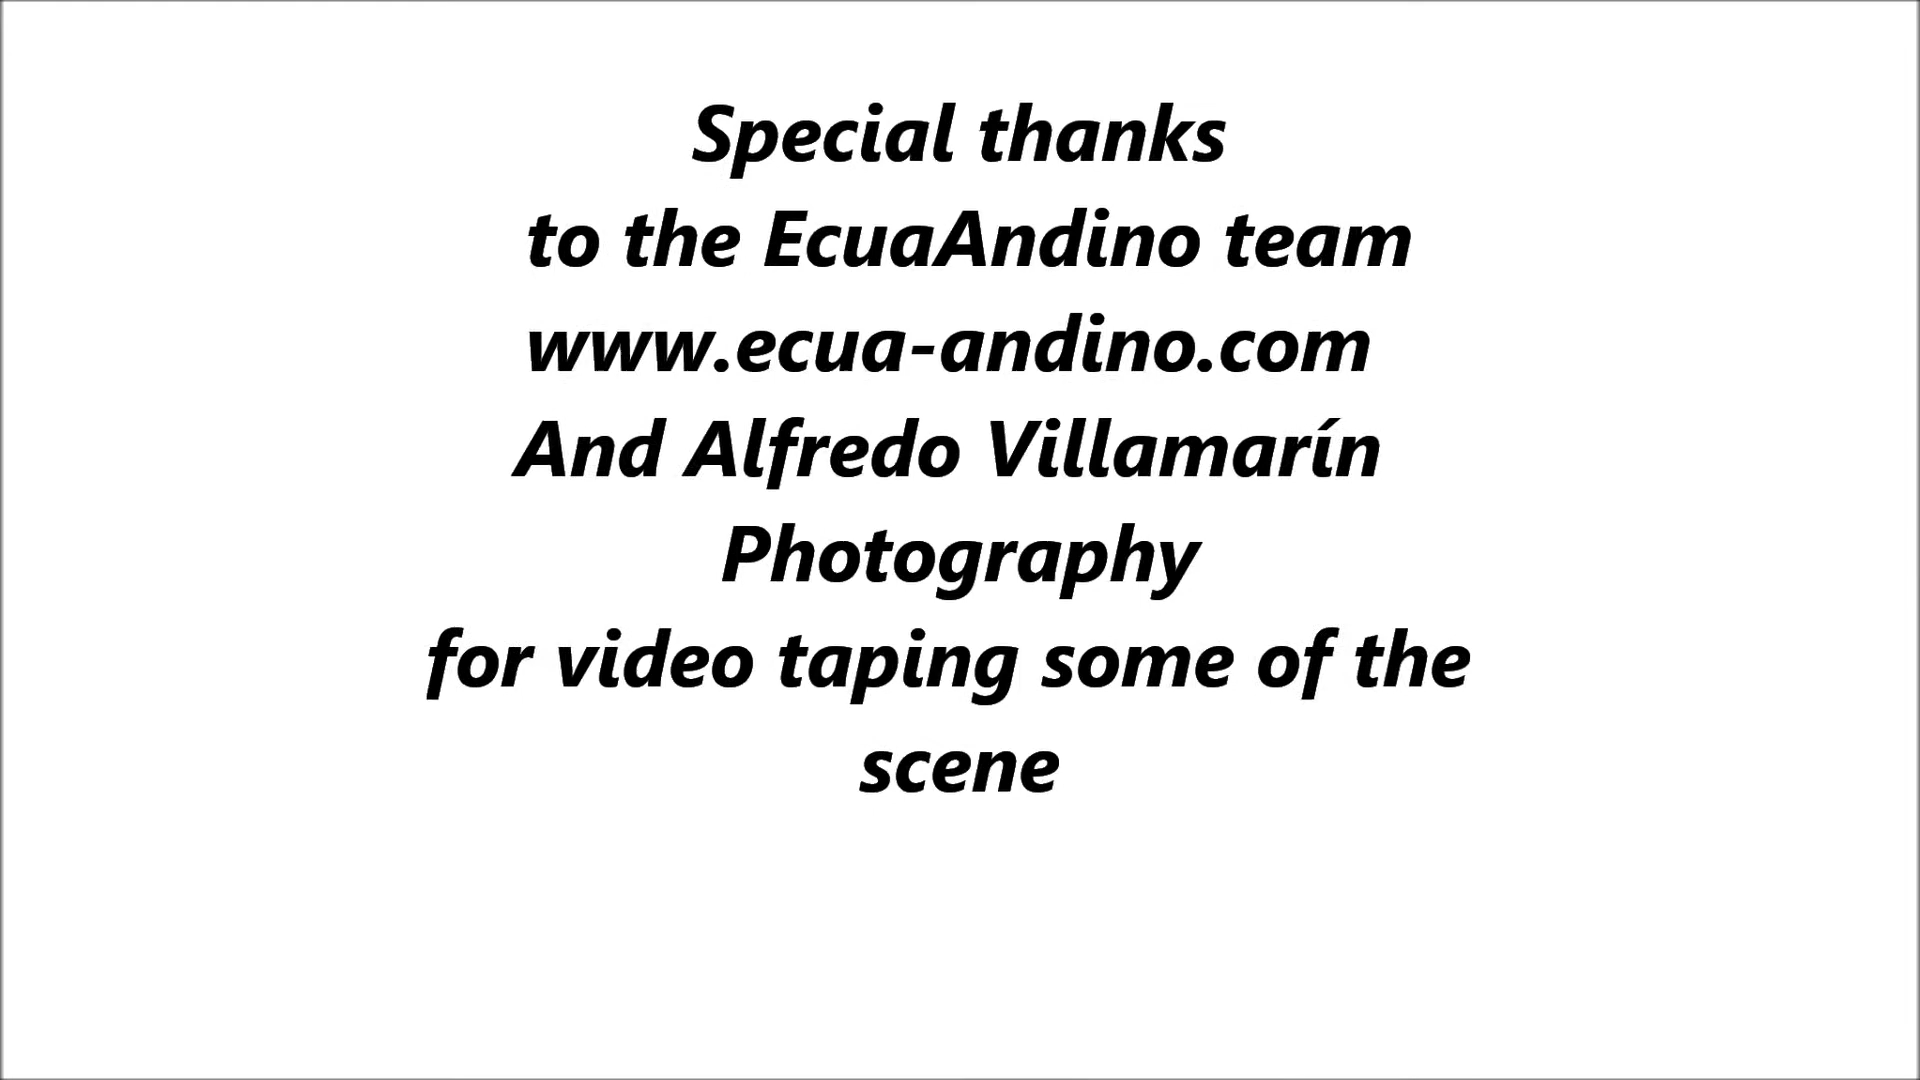 Special thanks
to the EcuaAndino team
www.ecua-andino.com
And Alfredo Villamarín
Photography
for video taping some of the
scene